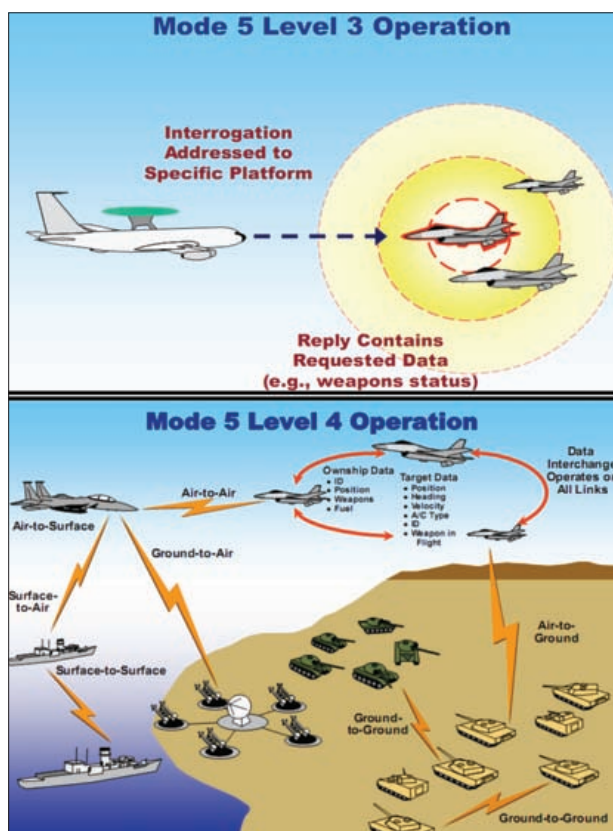 Mode 5 Level 3 Operation
Interrogation
Addressed to
Specific Platform
Reply Contains
Requested Data
(e.g., weapons status)
Mode 5 Level 4 Operation
Air-to-Surface
Air-to-Air
Ownship Data
• ID
• Position
• Weapons
• Fuel
Target Data
• Position
• Heading
• Velocity
• A/C Type
• ID
• Weapon in
Flight
Data
Interchange
Operates on
All Links
Ground-to-Air
Surface-
to-Air
Surface-to-Surface
Air-to-
Ground
Ground-
to-Ground
Ground-to-Ground